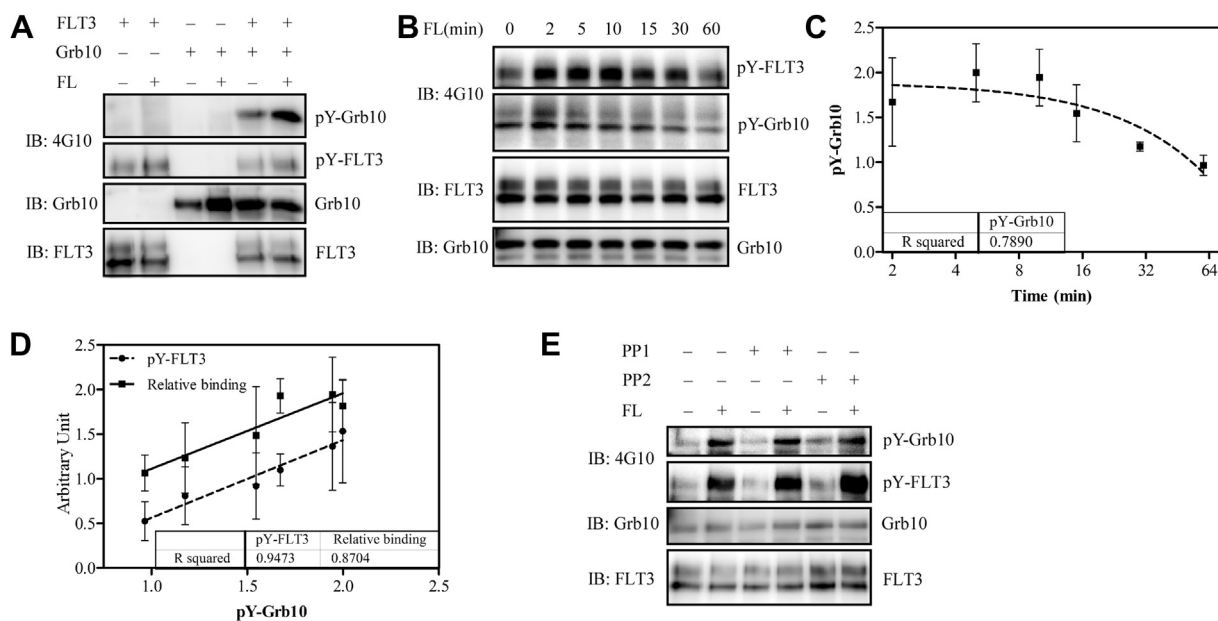 A
FLT3 + + – – + +
Grb10 – – + + + +
FL – + – + – +
IB: 4G10
pY-Grb10
pY-FLT3
IB: Grb10 Grb10
IB: FLT3 FLT3
B
FL(min) 0 2 5 10 15 30 60
pY-FLT3
IB: 4G10
pY-Grb10
IB: FLT3 FLT3
IB: Grb10 Grb10
C
pY-Grb10
2.5
2.0
1.5
1.0
0.5
0.0
pY-Grb10
R squared 0.7890
2 4 8 16 32 64
Time (min)
D
Arbitrary Unit
2.5
2.0
1.5
1.0
0.5
0.0
pY-FLT3
Relative binding
pY-FLT3 Relative binding
R squared 0.9473 0.8704
1.0 1.5 2.0 2.5
pY-Grb10
E
PP1 – – + + – –
PP2 – – – – + +
FL – + – + – +
pY-Grb10
IB: 4G10
pY-FLT3
IB: Grb10 Grb10
IB: FLT3 FLT3